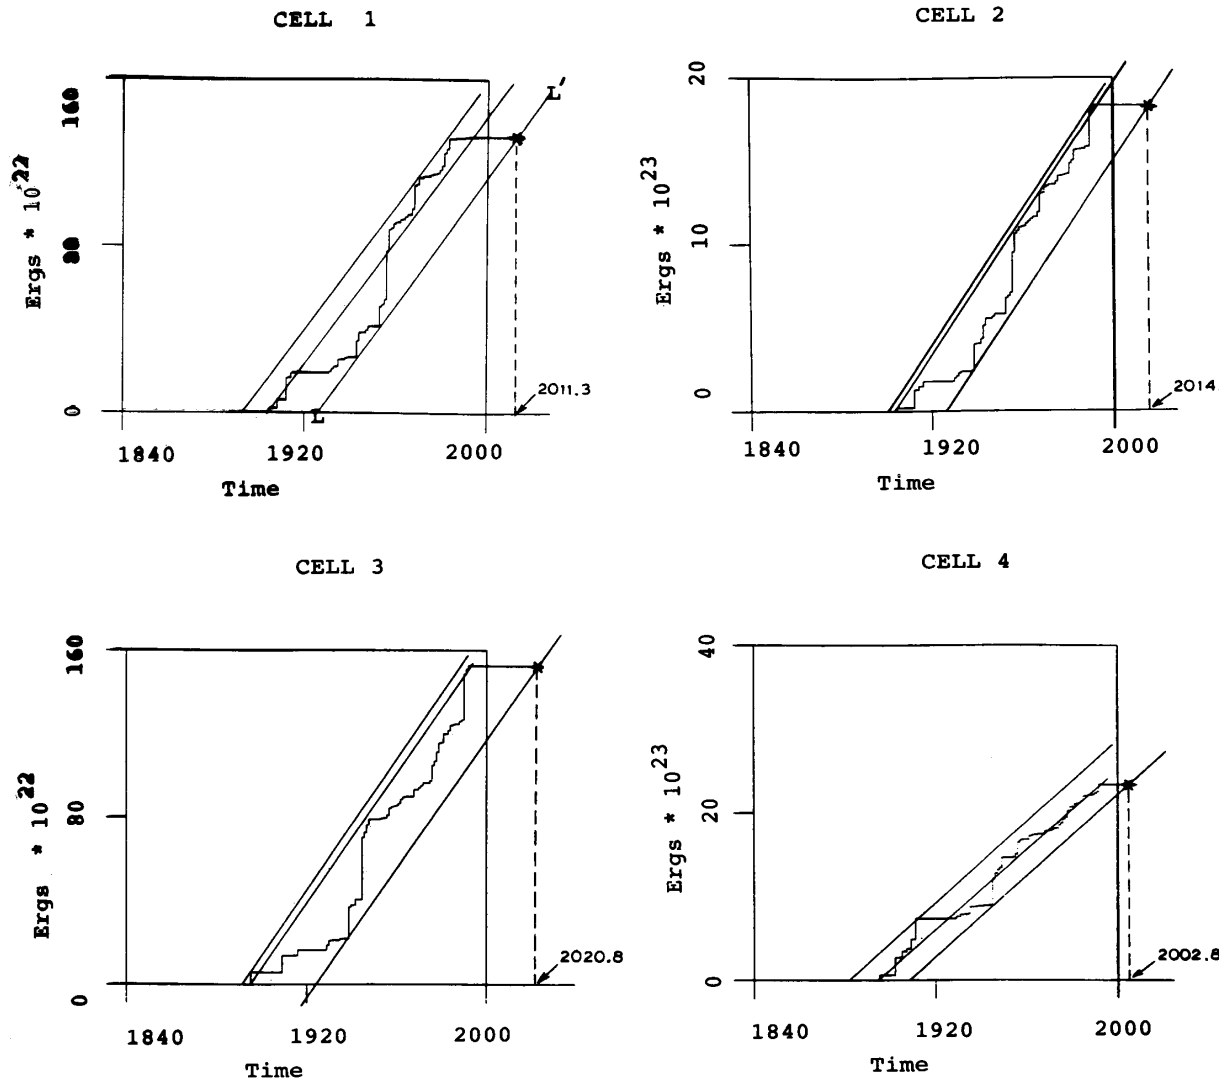 CELL 1
160
80
0
Ergs * 10^22
L'
L
2011.3
1840 1920 2000
Time
CELL 2
20
10
0
Ergs * 10^23
2014
1840 1920 2000
Time
CELL 3
160
80
0
Ergs * 10^22
2020.8
1840 1920 2000
Time
CELL 4
40
20
0
Ergs * 10^23
2002.8
1840 1920 2000
Time